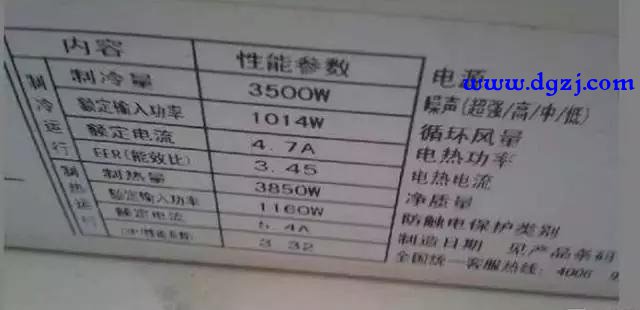 内容 性能参数
制冷运行
制冷量 3500W
额定输入功率 1014W
额定电流 4.7A
EER(能效比) 3.45
制热运行
制热量 3850W
额定输入功率 1160W
额定电流 5.4A
3.32
电源
www.dgzj.com
噪声(超强/高/中/低)
循环风量
电热功率
电热电流
净质量
防触电保护类别
制造日期 见产品条码
全国统一客服热线: 4006